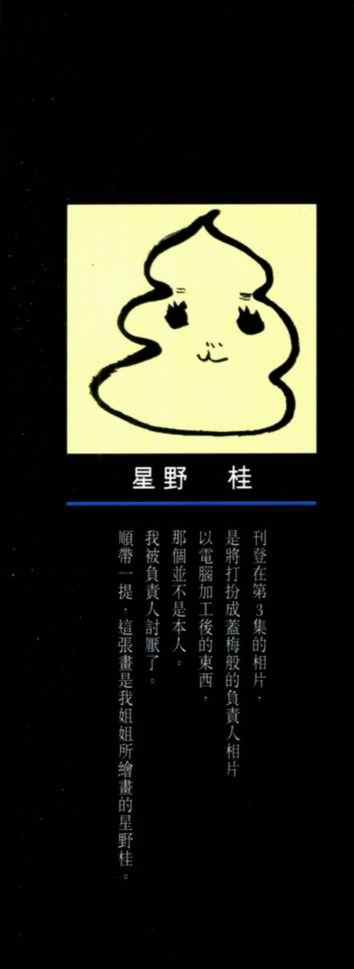 星野 桂
刊登在第3集的相片，
是將打扮成蓋梅般的負責人相片
以電腦加工後的東西，
那個並不是本人。
我被負責人討厭了。
順帶一提，這張畫是我姐姐所繪畫的星野桂。